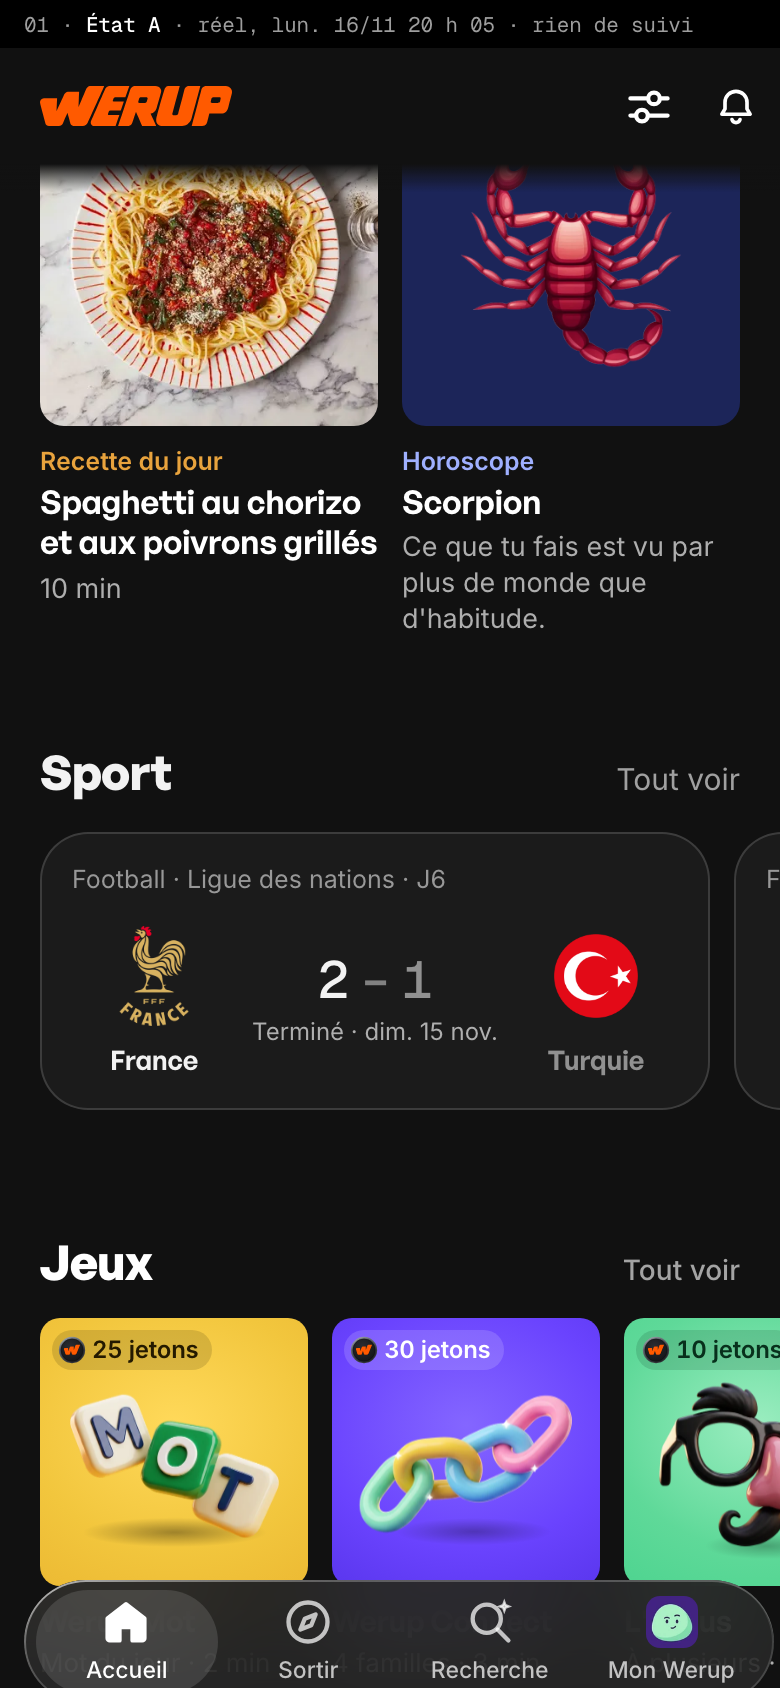 01 · État A · réel, lun. 16/11 20 h 05 · rien de suivi
WERUP
Recette du jour
Spaghetti au chorizo
et aux poivrons grillés
10 min
Horoscope
Scorpion
Ce que tu fais est vu par
plus de monde que
d'habitude.
Sport
Tout voir
Football · Ligue des nations · J6
F
FFF
FRANCE
2 – 1
Terminé · dim. 15 nov.
France
Turquie
Jeux
Tout voir
25 jetons
30 jetons
10 jetons
MOT
Accueil
Sortir
Recherche
Mon Werup